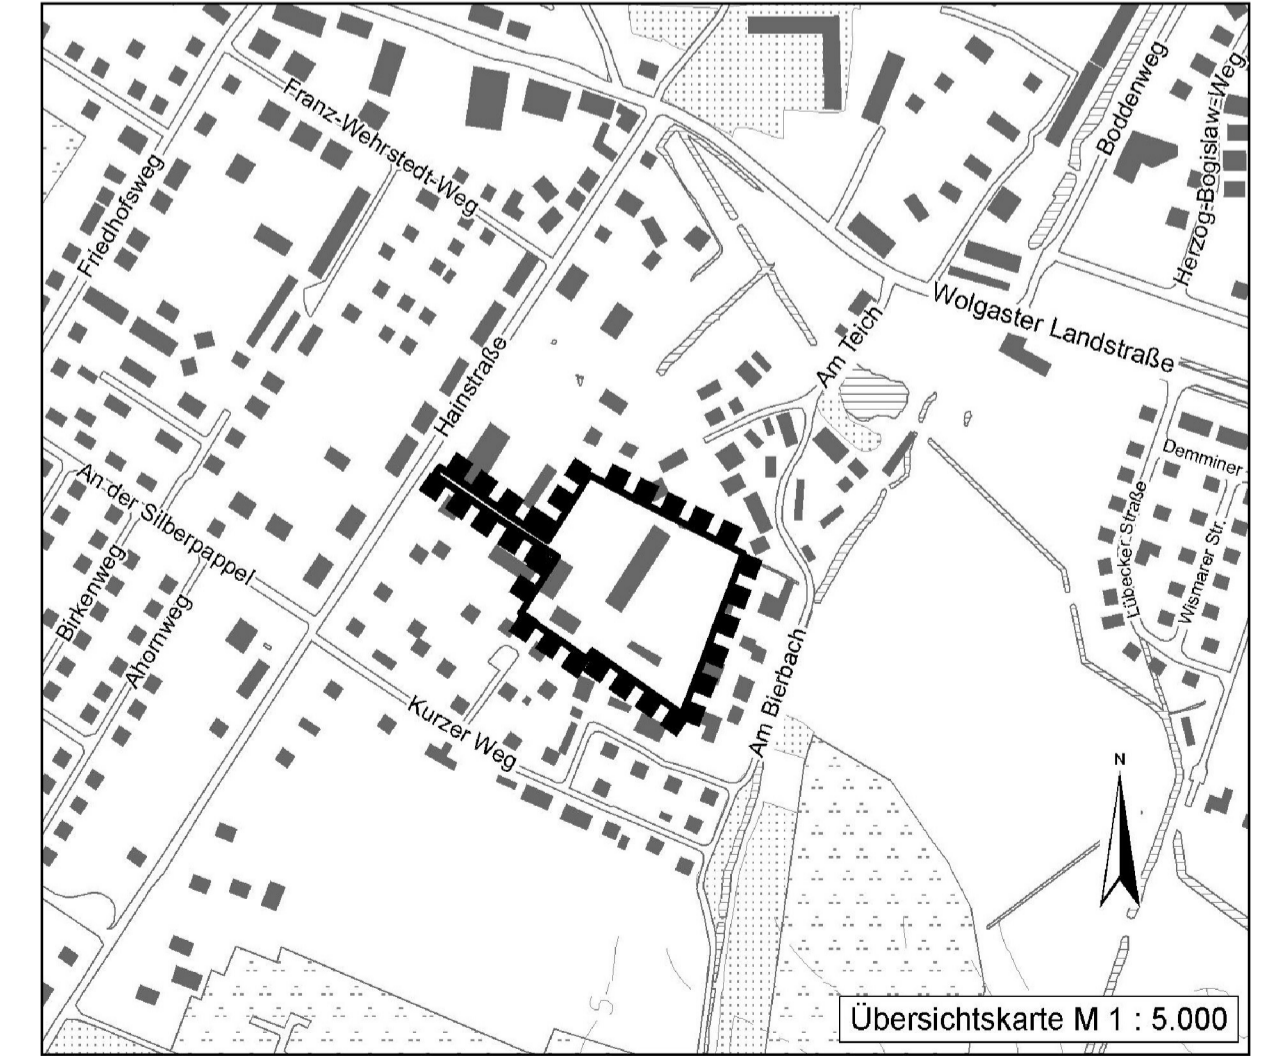 Franz-Wehrstedt-Weg
Boddenweg
Herzog-Bogislaw-Weg
Friedhofsweg
Wolgaster Landstraße
Am Teich
Hainstraße
Demminer
An der Silberpappel
Lübecker Straße
Wismarer Str.
Birkenweg
Ahornweg
Am Bierbach
Kurzer Weg
N
5
Übersichtskarte M 1 : 5.000